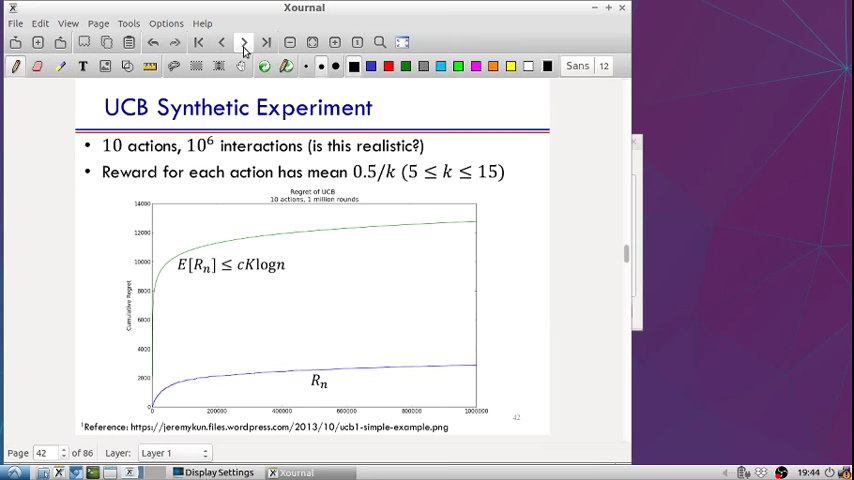 Xournal
File Edit View Page Tools Options Help
Sans 12
UCB Synthetic Experiment
• 10 actions, 10⁶ interactions (is this realistic?)
• Reward for each action has mean 0.5/k (5 ≤ k ≤ 15)
Regret of UCB
10 actions, 1 million rounds
14000
12000
E[Rₙ] ≤ cKlogn
10000
8000
Cumulative Regret
6000
4000
2000
Rₙ
0
0 200000 400000 600000 800000 1000000
42
¹Reference: https://jeremykun.files.wordpress.com/2013/10/ucb1-simple-example.png
Page 42 of 86 Layer: Layer 1
Display Settings Xournal 19:44